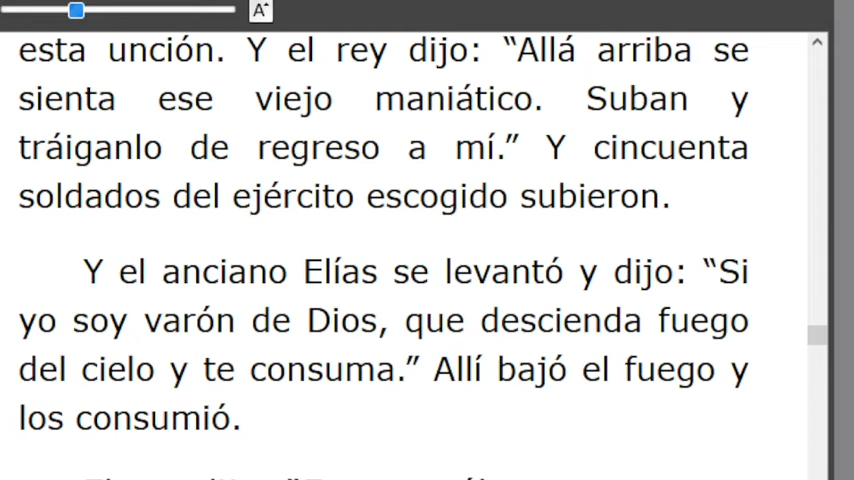 A
esta unción. Y el rey dijo: “Allá arriba se
sienta ese viejo maniático. Suban y
tráiganlo de regreso a mí.” Y cincuenta
soldados del ejército escogido subieron.
Y el anciano Elías se levantó y dijo: “Si
yo soy varón de Dios, que descienda fuego
del cielo y te consuma.” Allí bajó el fuego y
los consumió.